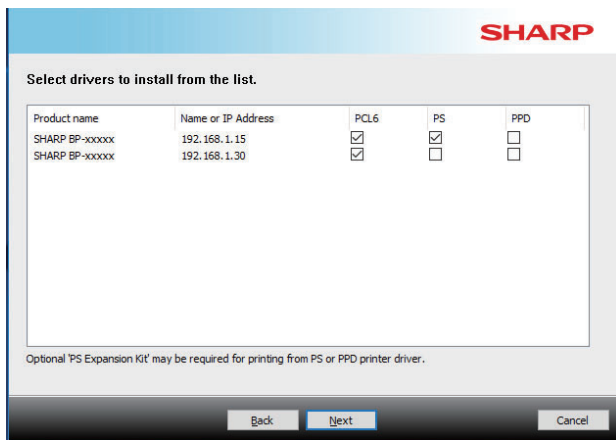 SHARP
Select drivers to install from the list.
Product name Name or IP Address PCL6 PS PPD
SHARP BP-xxxxx 192.168.1.15
SHARP BP-xxxxx 192.168.1.30
Optional 'PS Expansion Kit' may be required for printing from PS or PPD printer driver.
Back Next Cancel